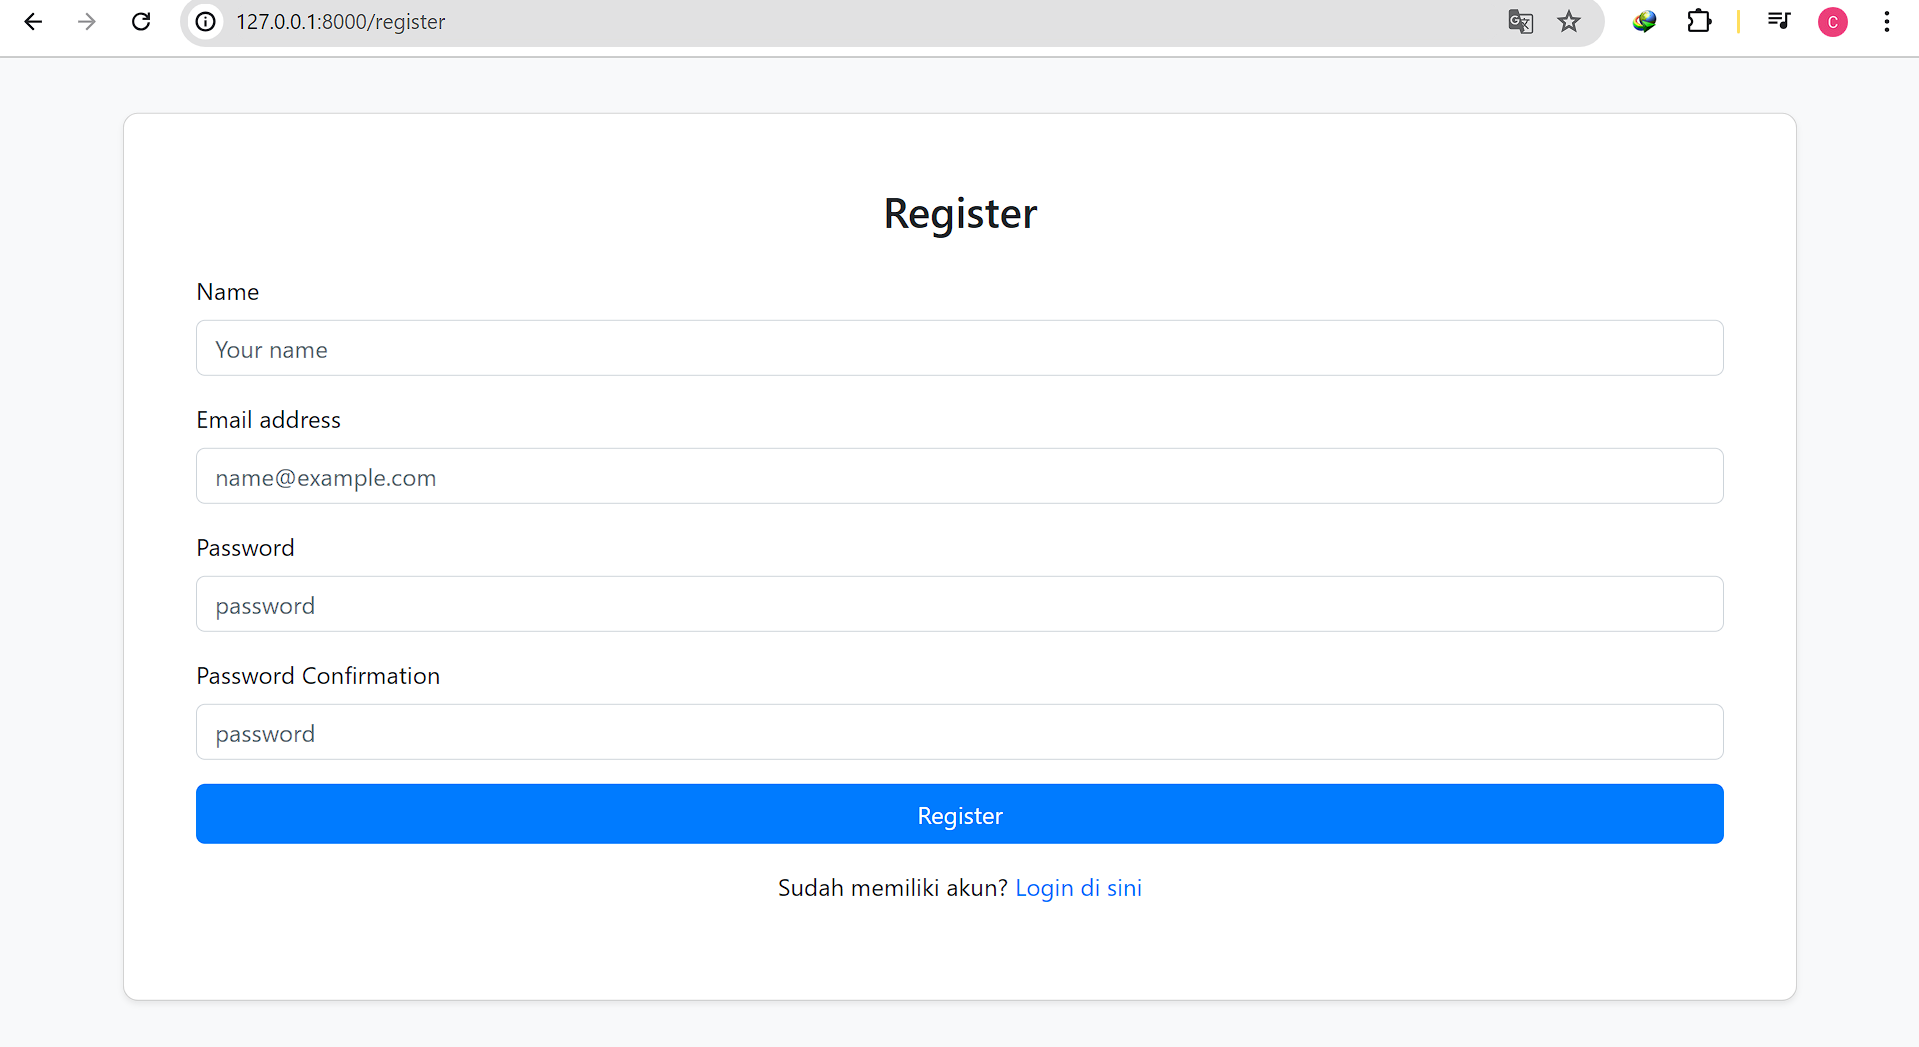 127.0.0.1:8000/register
C
Register
Name
Your name
Email address
name@example.com
Password
password
Password Confirmation
password
Register
Sudah memiliki akun? Login di sini